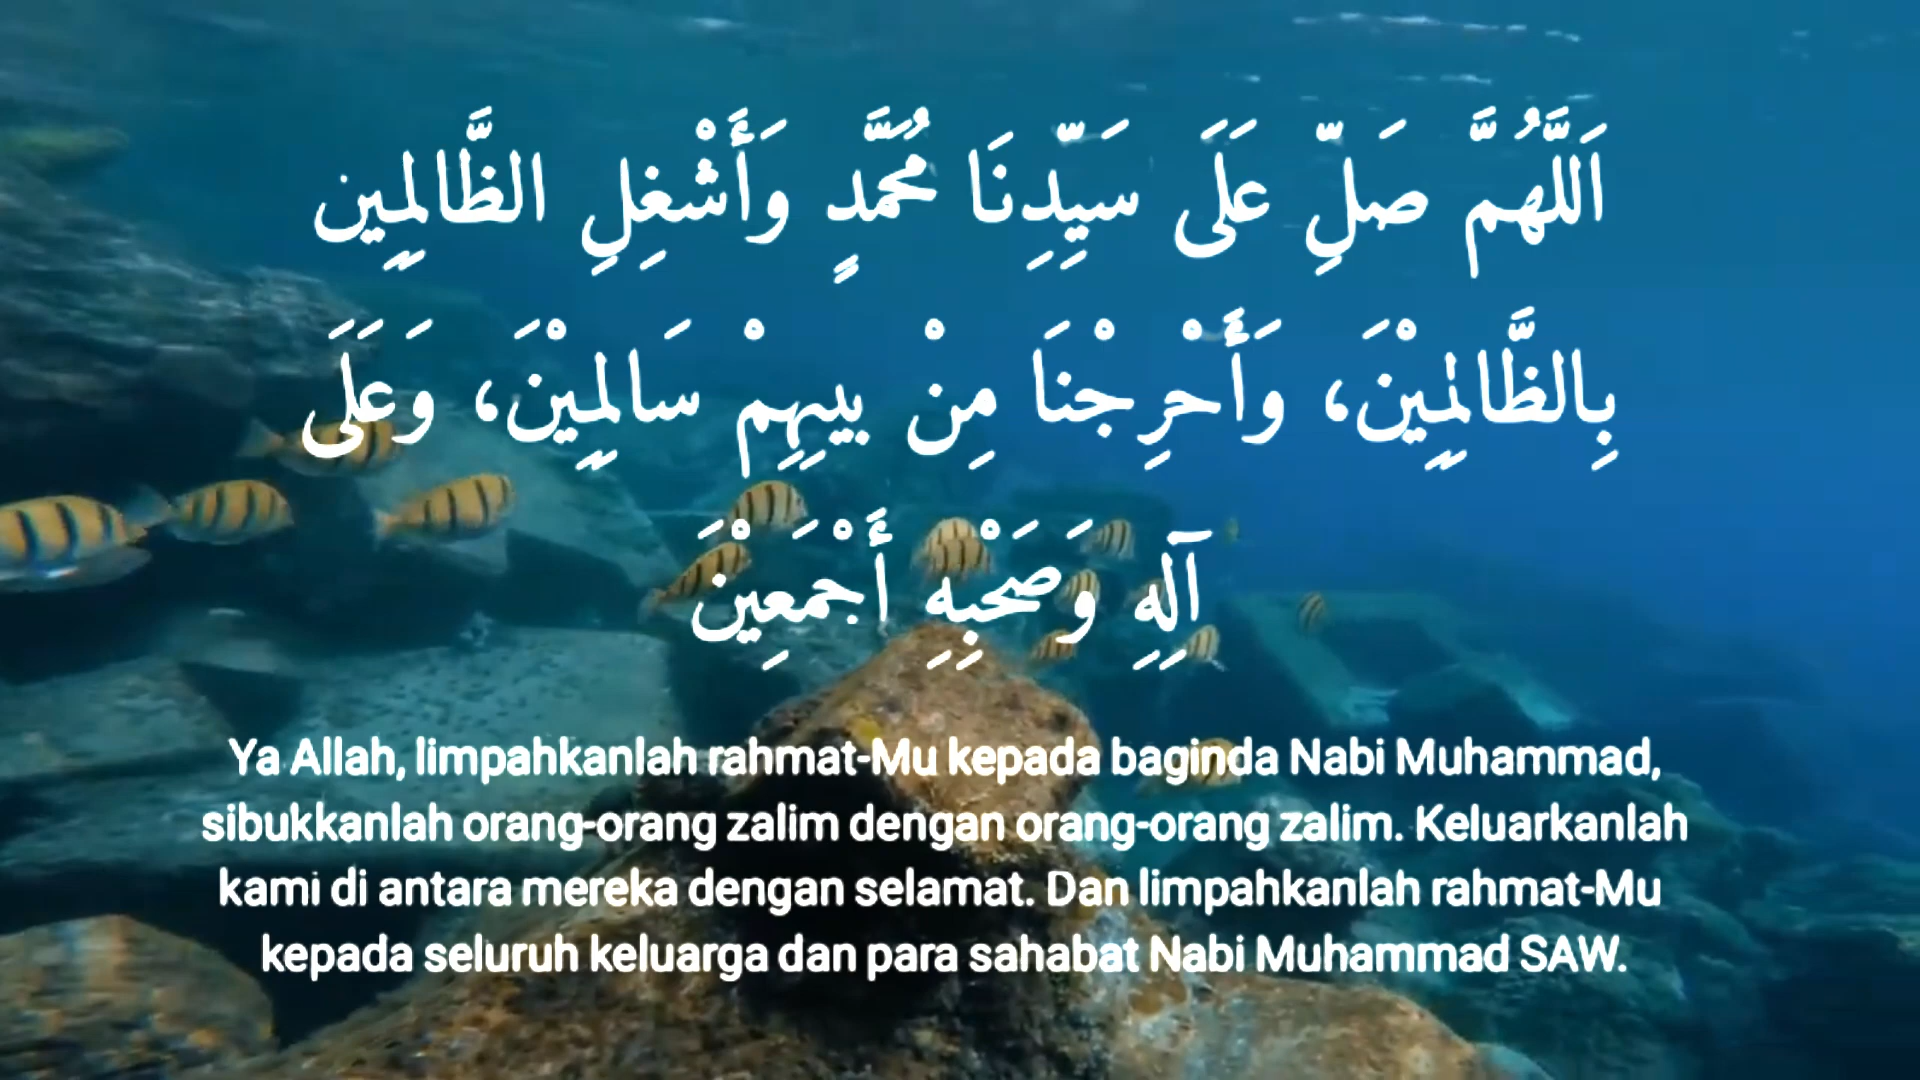 اَللَّهُمَّ صَلِّ عَلَى سَيِّدِنَا مُحَمَّدٍ وَأَشْغِلِ الظَّالِمِين
بِالظَّالِمِيْنَ، وَأَحْرِجْنَا مِنْ بيبِهِمْ سَالِمِيْنَ، وَعَلَى
آلِهِ وَصَحْبِهِ أَجْمَعِيْنَ
Ya Allah, limpahkanlah rahmat-Mu kepada baginda Nabi Muhammad,
sibukkanlah orang-orang zalim dengan orang-orang zalim. Keluarkanlah
kami di antara mereka dengan selamat. Dan limpahkanlah rahmat-Mu
kepada seluruh keluarga dan para sahabat Nabi Muhammad SAW.